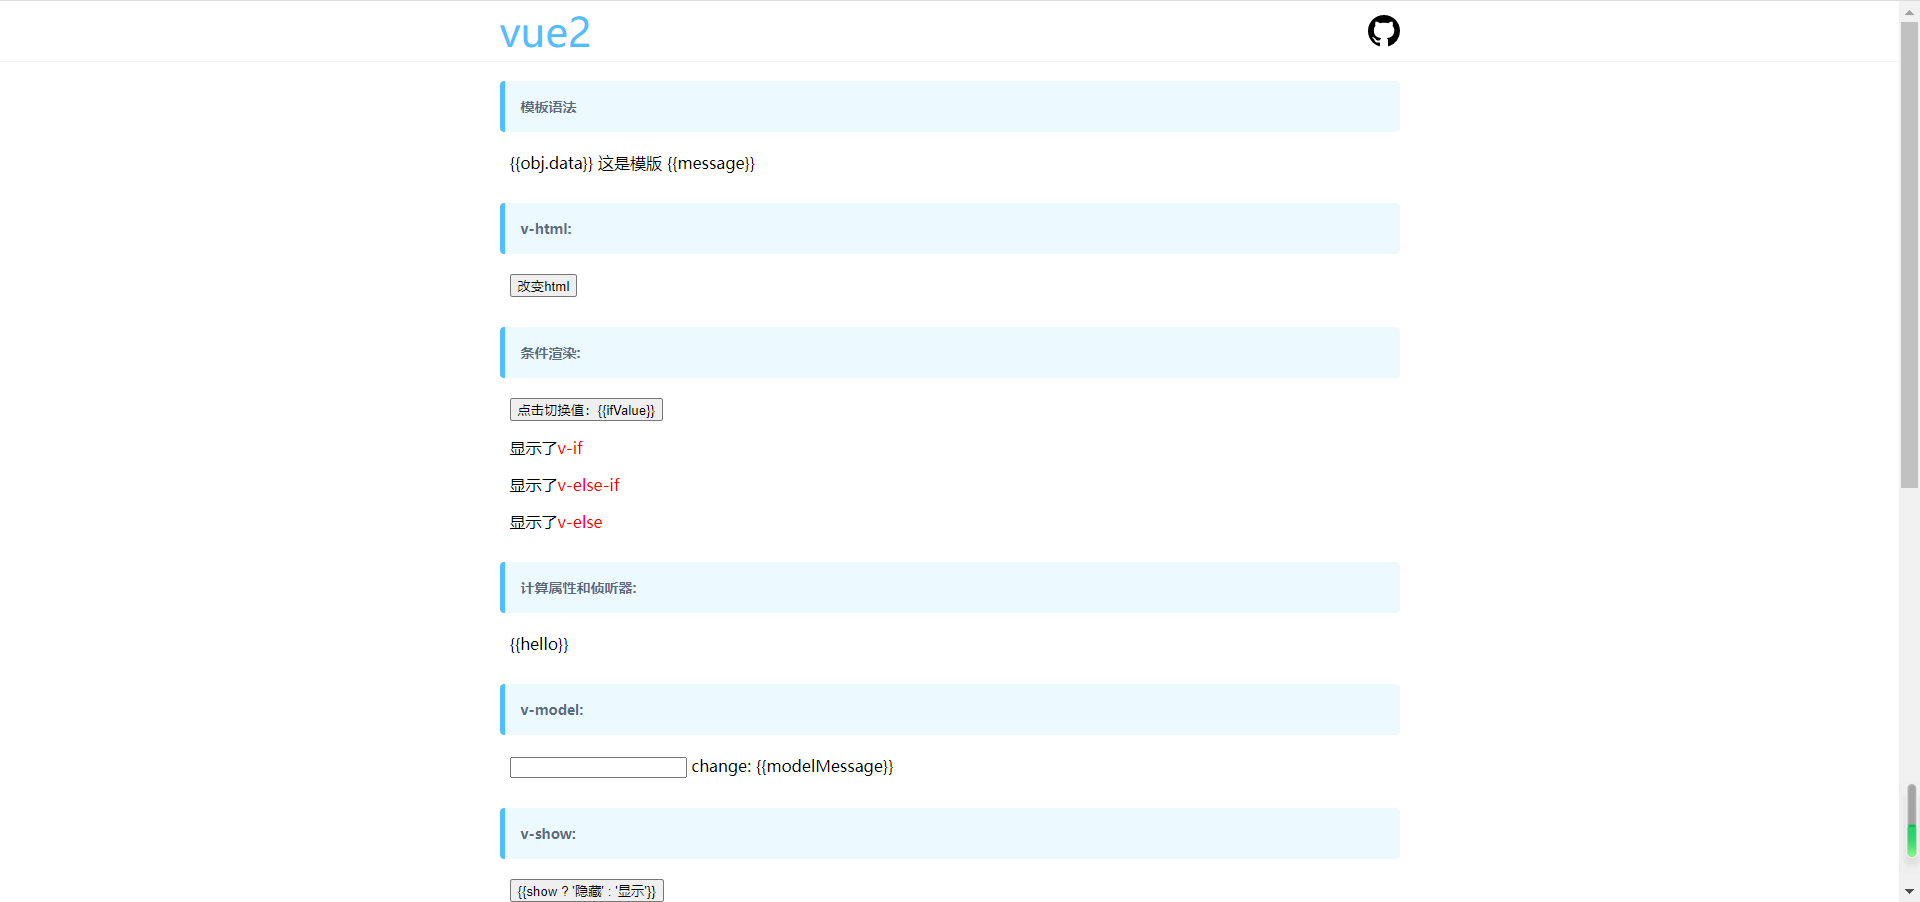 vue2
模板语法
{{obj.data}} 这是模版 {{message}}
v-html:
改变html
条件渲染:
点击切换值：{{ifValue}}
显示了v-if
显示了v-else-if
显示了v-else
计算属性和侦听器:
{{hello}}
v-model:
change: {{modelMessage}}
v-show:
{{show ? '隐藏' : '显示'}}